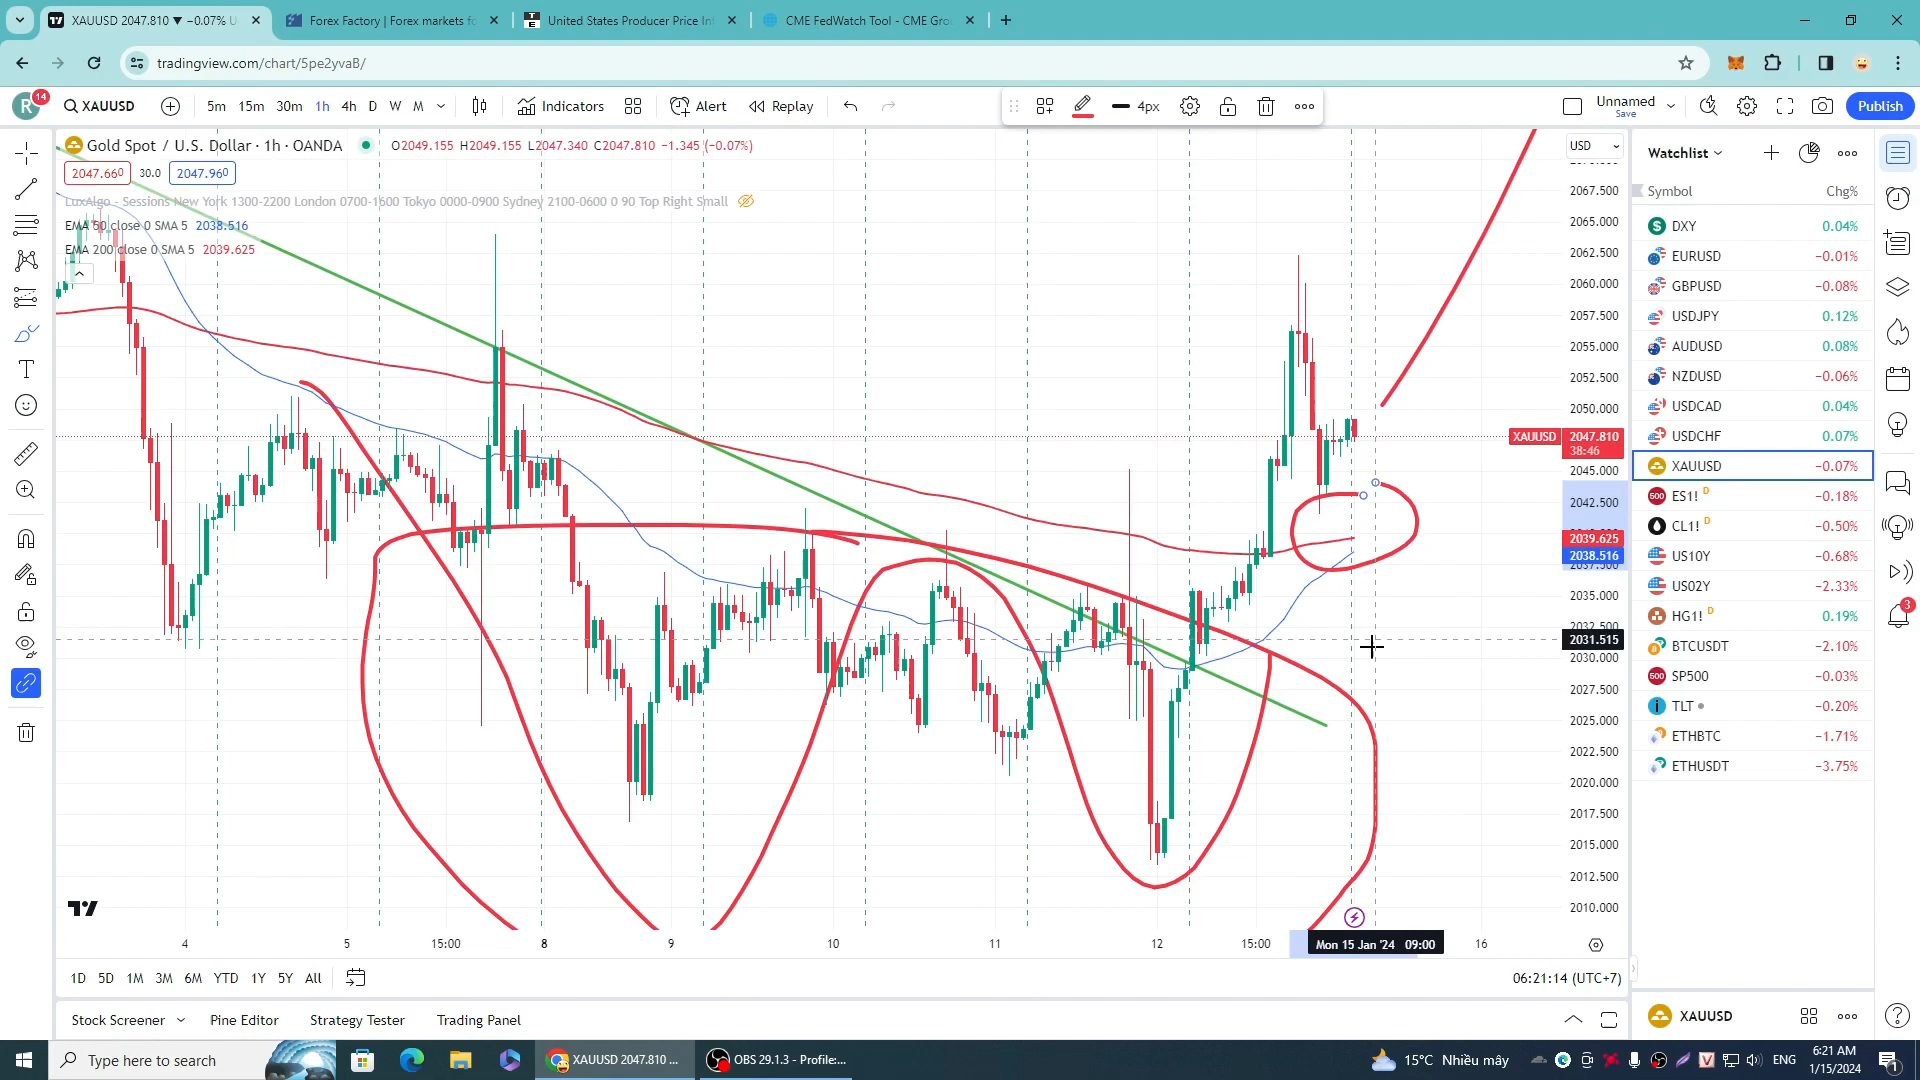 XAUUSD 2047.810 ▼ −0.07% U
Forex Factory | Forex markets fo
United States Producer Price In
CME FedWatch Tool - CME Gro
tradingview.com/chart/5pe2yvaB/
R 14
XAUUSD
5m 15m 30m 1h 4h D W M
Indicators
Alert
Replay
4px
Unnamed
Save
Publish
Gold Spot / U.S. Dollar · 1h · OANDA
O2049.155 H2049.155 L2047.340 C2047.810 −1.345 (−0.07%)
2047.660 30.0 2047.960
LuxAlgo - Sessions New York 1300-2200 London 0700-1600 Tokyo 0000-0900 Sydney 2100-0600 0 90 Top Right Small
EMA 50 close 0 SMA 5 2038.516
EMA 200 close 0 SMA 5 2039.625
USD
2067.500
2065.000
2062.500
2060.000
2057.500
2055.000
2052.500
2050.000
XAUUSD 2047.810
38:46
2045.000
2042.500
2039.625
2038.516
2037.500
2035.000
2032.500
2031.515
2030.000
2027.500
2025.000
2022.500
2020.000
2017.500
2015.000
2012.500
2010.000
4 5 15:00 8 9 10 11 12 15:00 Mon 15 Jan '24 09:00 16
1D 5D 1M 3M 6M YTD 1Y 5Y All
06:21:14 (UTC+7)
Stock Screener Pine Editor Strategy Tester Trading Panel
Watchlist
Symbol Chg%
DXY 0.04%
EURUSD −0.01%
GBPUSD −0.08%
USDJPY 0.12%
AUDUSD 0.08%
NZDUSD −0.06%
USDCAD 0.04%
USDCHF 0.07%
XAUUSD −0.07%
ES1! D −0.18%
CL1! D −0.50%
US10Y −0.68%
US02Y −2.33%
HG1! D 0.19%
BTCUSDT −2.10%
SP500 −0.03%
TLT −0.20%
ETHBTC −1.71%
ETHUSDT −3.75%
3
XAUUSD
Type here to search
XAUUSD 2047.810 ...
OBS 29.1.3 - Profile:...
15°C Nhiều mây
ENG
6:21 AM
1/15/2024
1